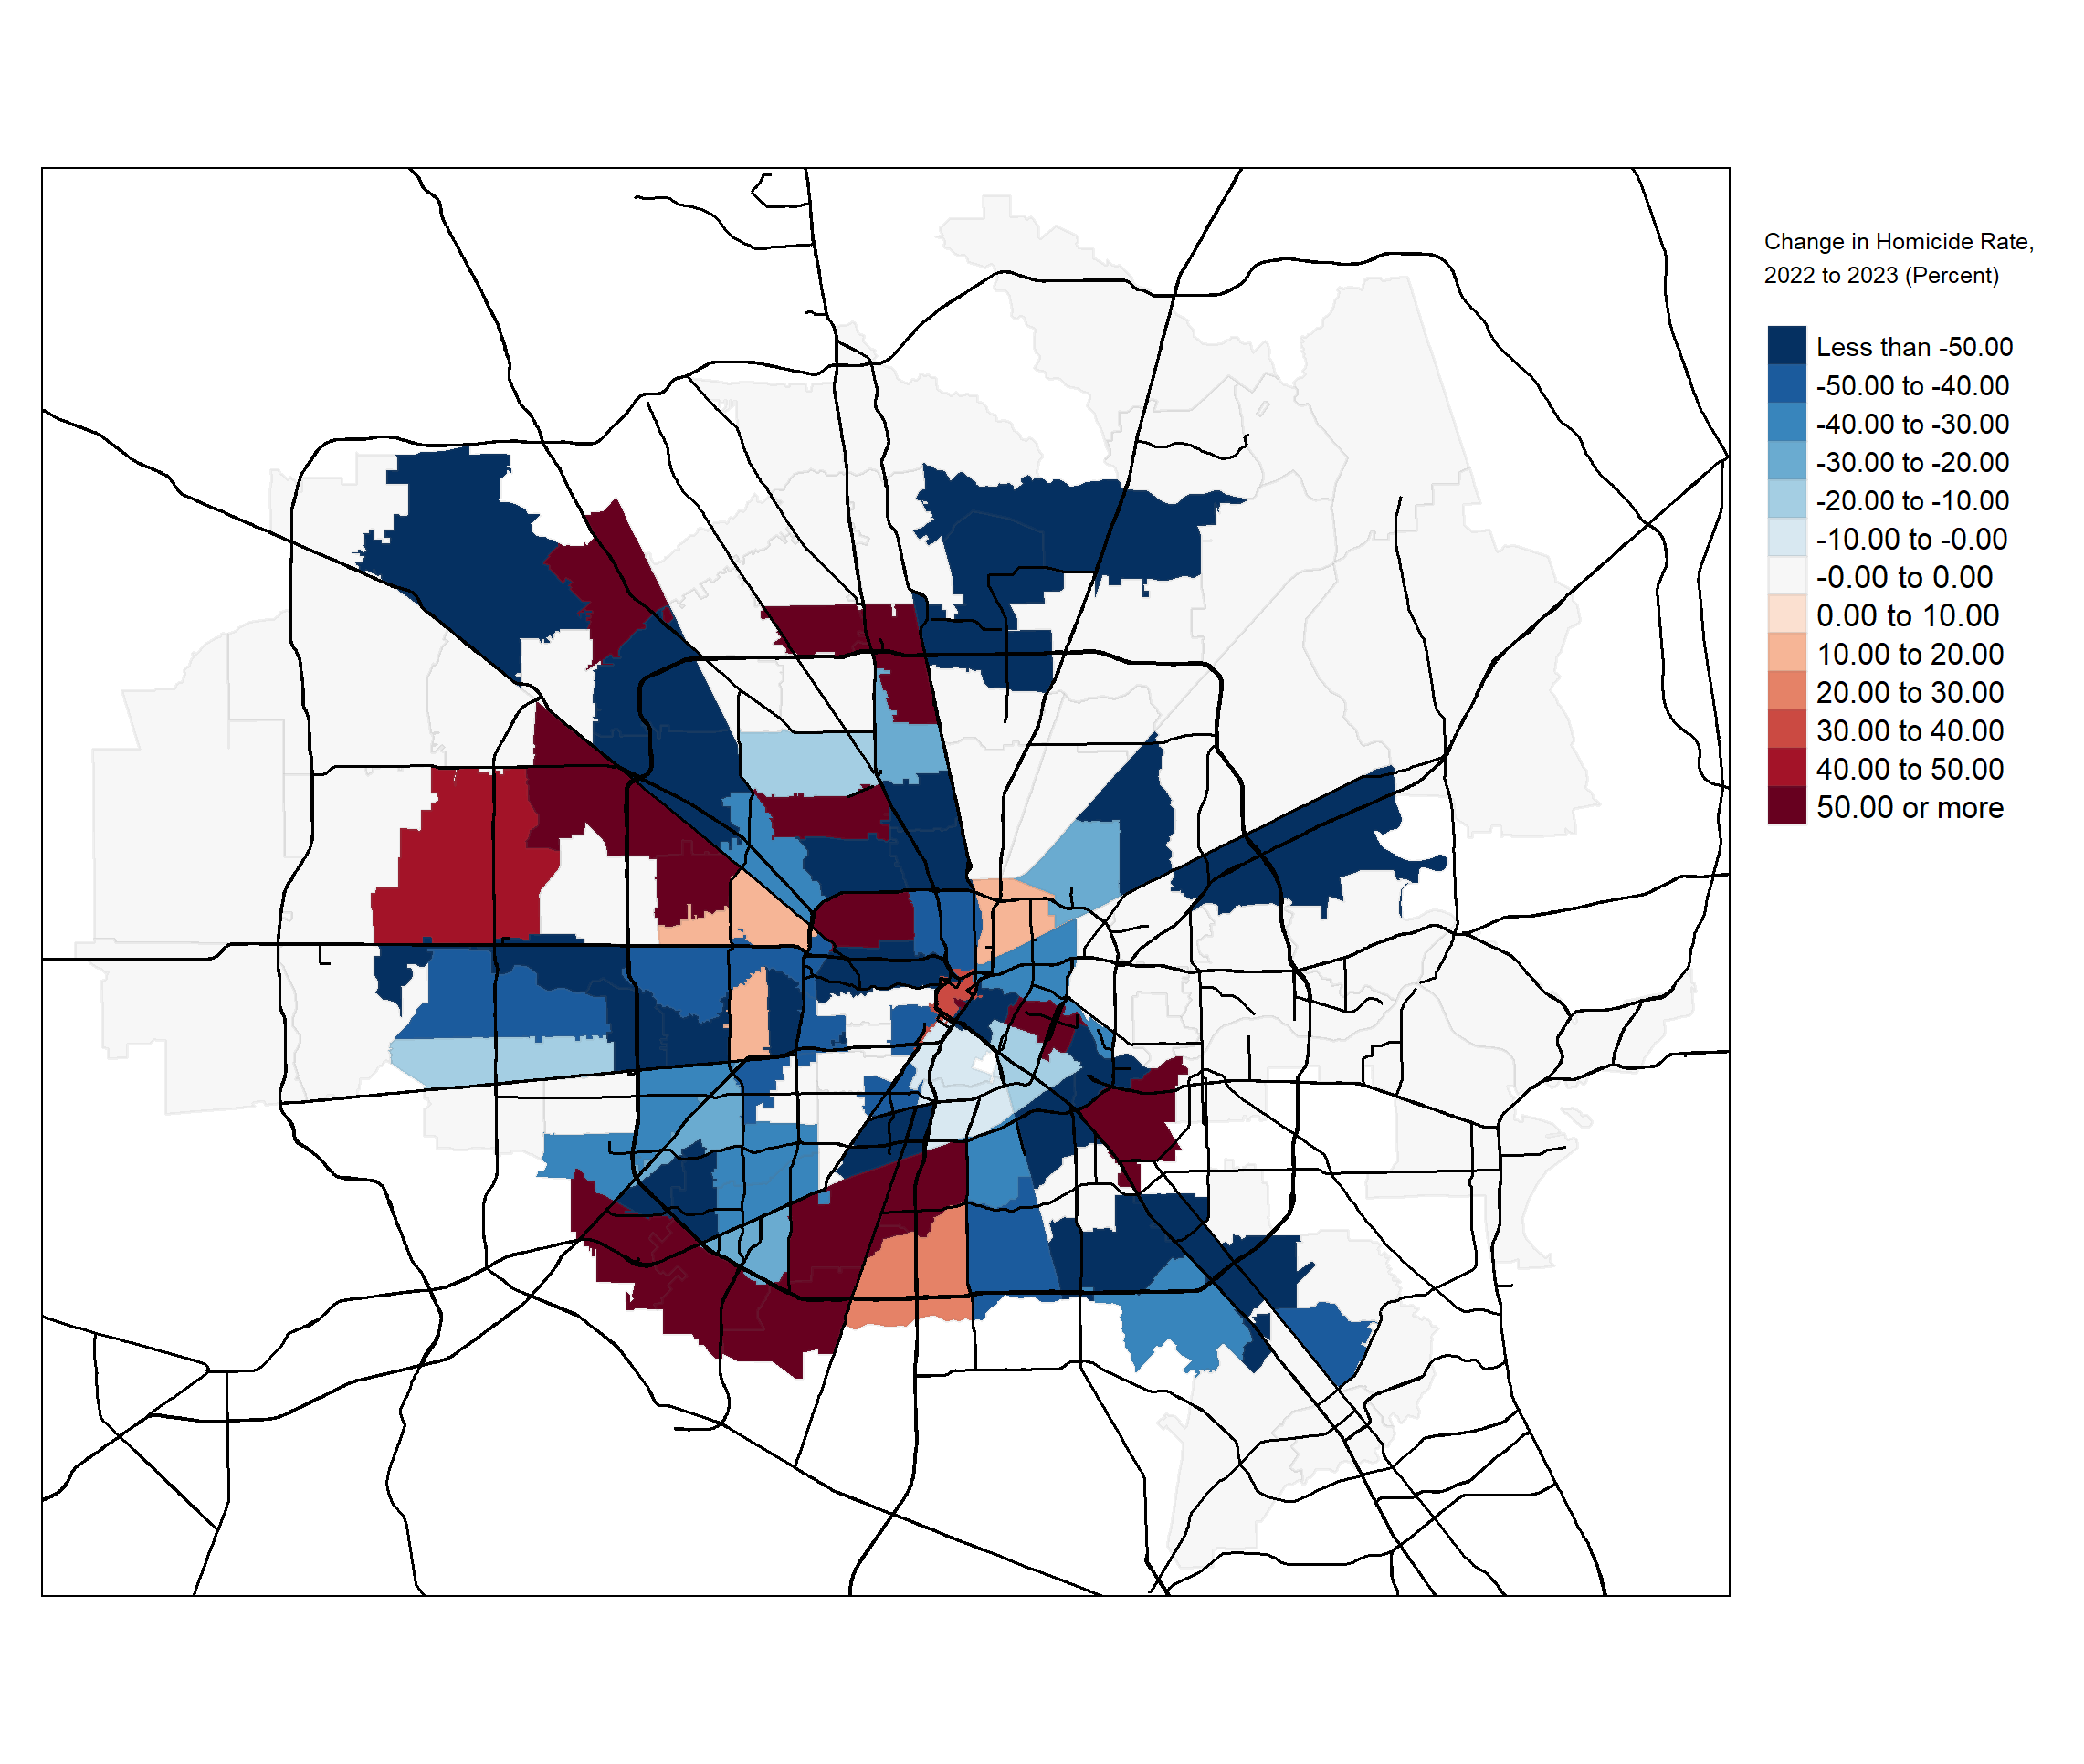 Change in Homicide Rate,
2022 to 2023 (Percent)
Less than -50.00
-50.00 to -40.00
-40.00 to -30.00
-30.00 to -20.00
-20.00 to -10.00
-10.00 to -0.00
-0.00 to 0.00
0.00 to 10.00
10.00 to 20.00
20.00 to 30.00
30.00 to 40.00
40.00 to 50.00
50.00 or more